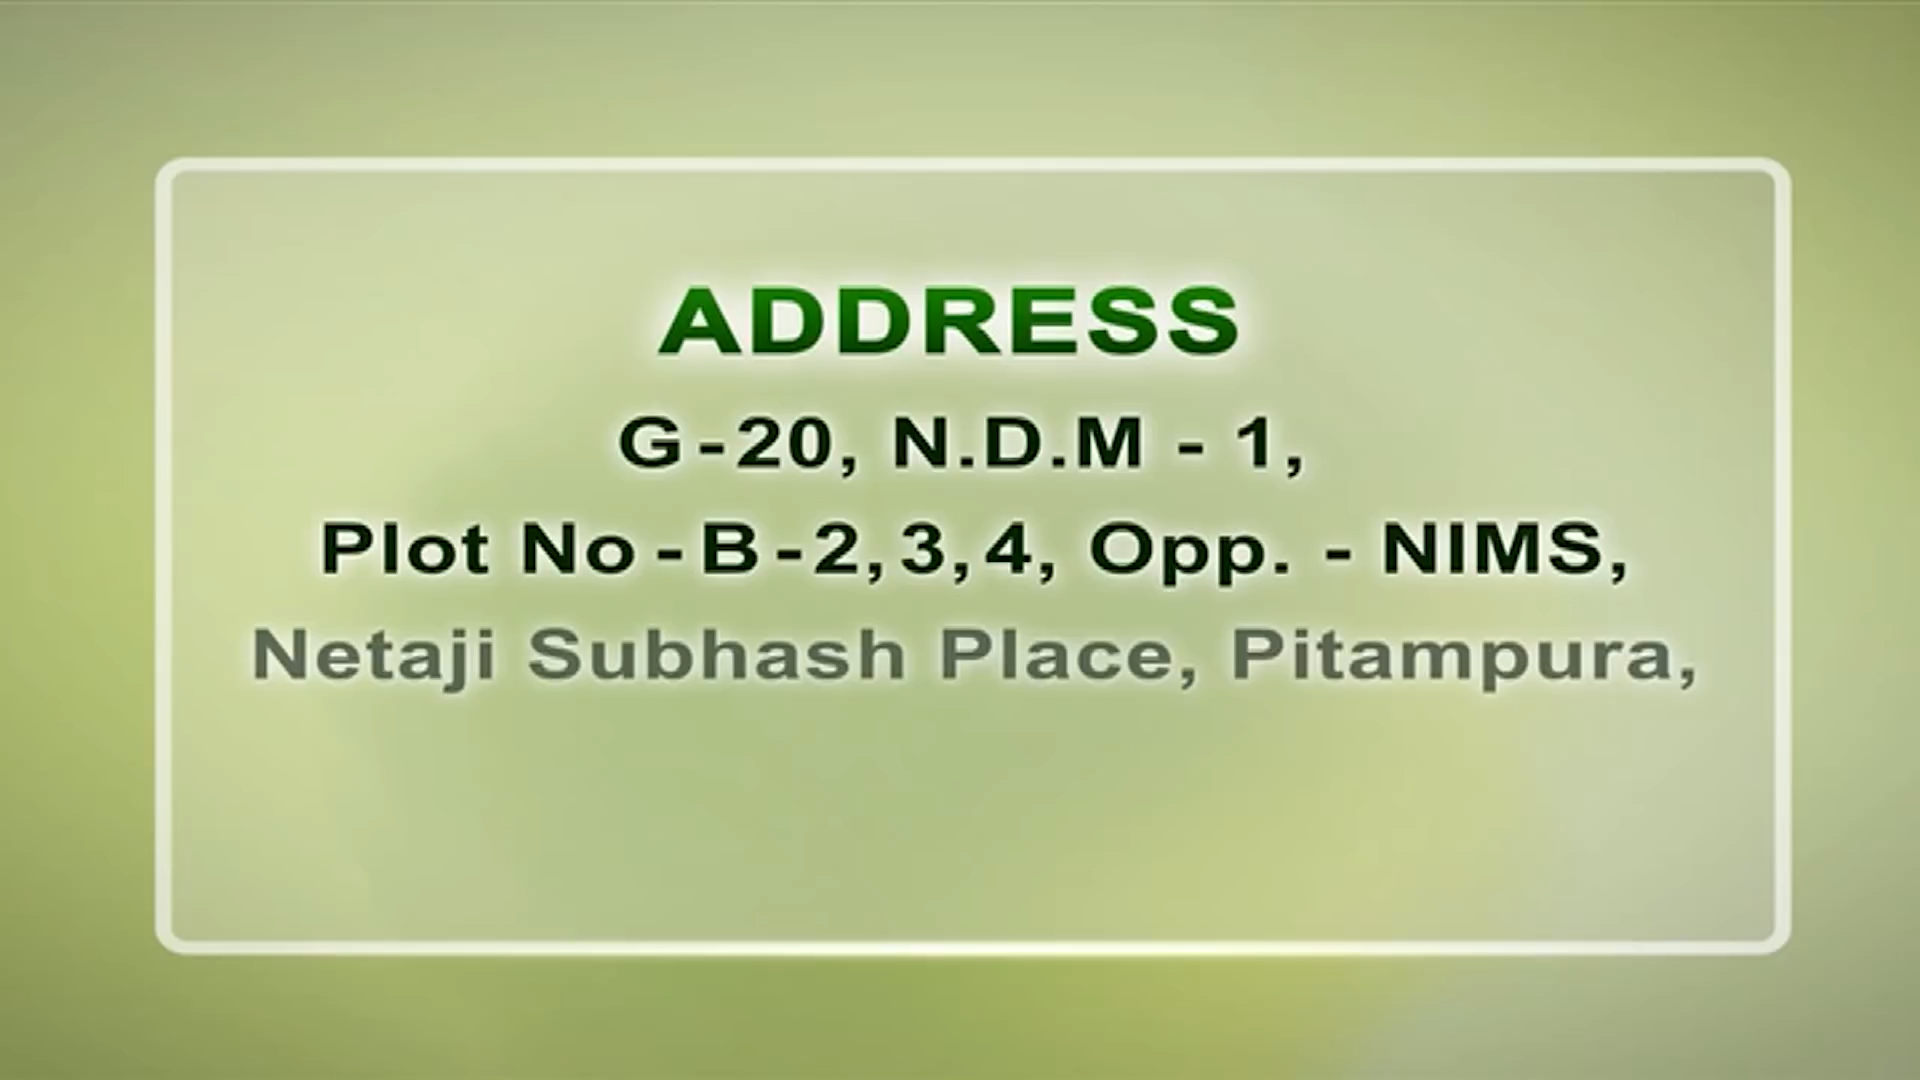 ADDRESS
G-20, N.D.M - 1,
Plot No-B-2,3,4, Opp. - NIMS,
Netaji Subhash Place, Pitampura,